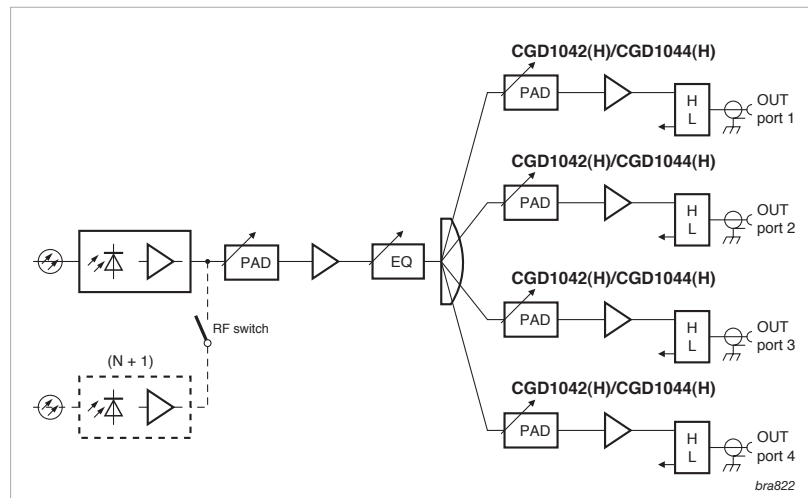 CGD1042(H)/CGD1044(H)
PAD
H
L
OUT
port 1
CGD1042(H)/CGD1044(H)
PAD
H
L
OUT
port 2
PAD
EQ
CGD1042(H)/CGD1044(H)
PAD
H
L
OUT
port 3
RF switch
(N + 1)
CGD1042(H)/CGD1044(H)
PAD
H
L
OUT
port 4
bra822